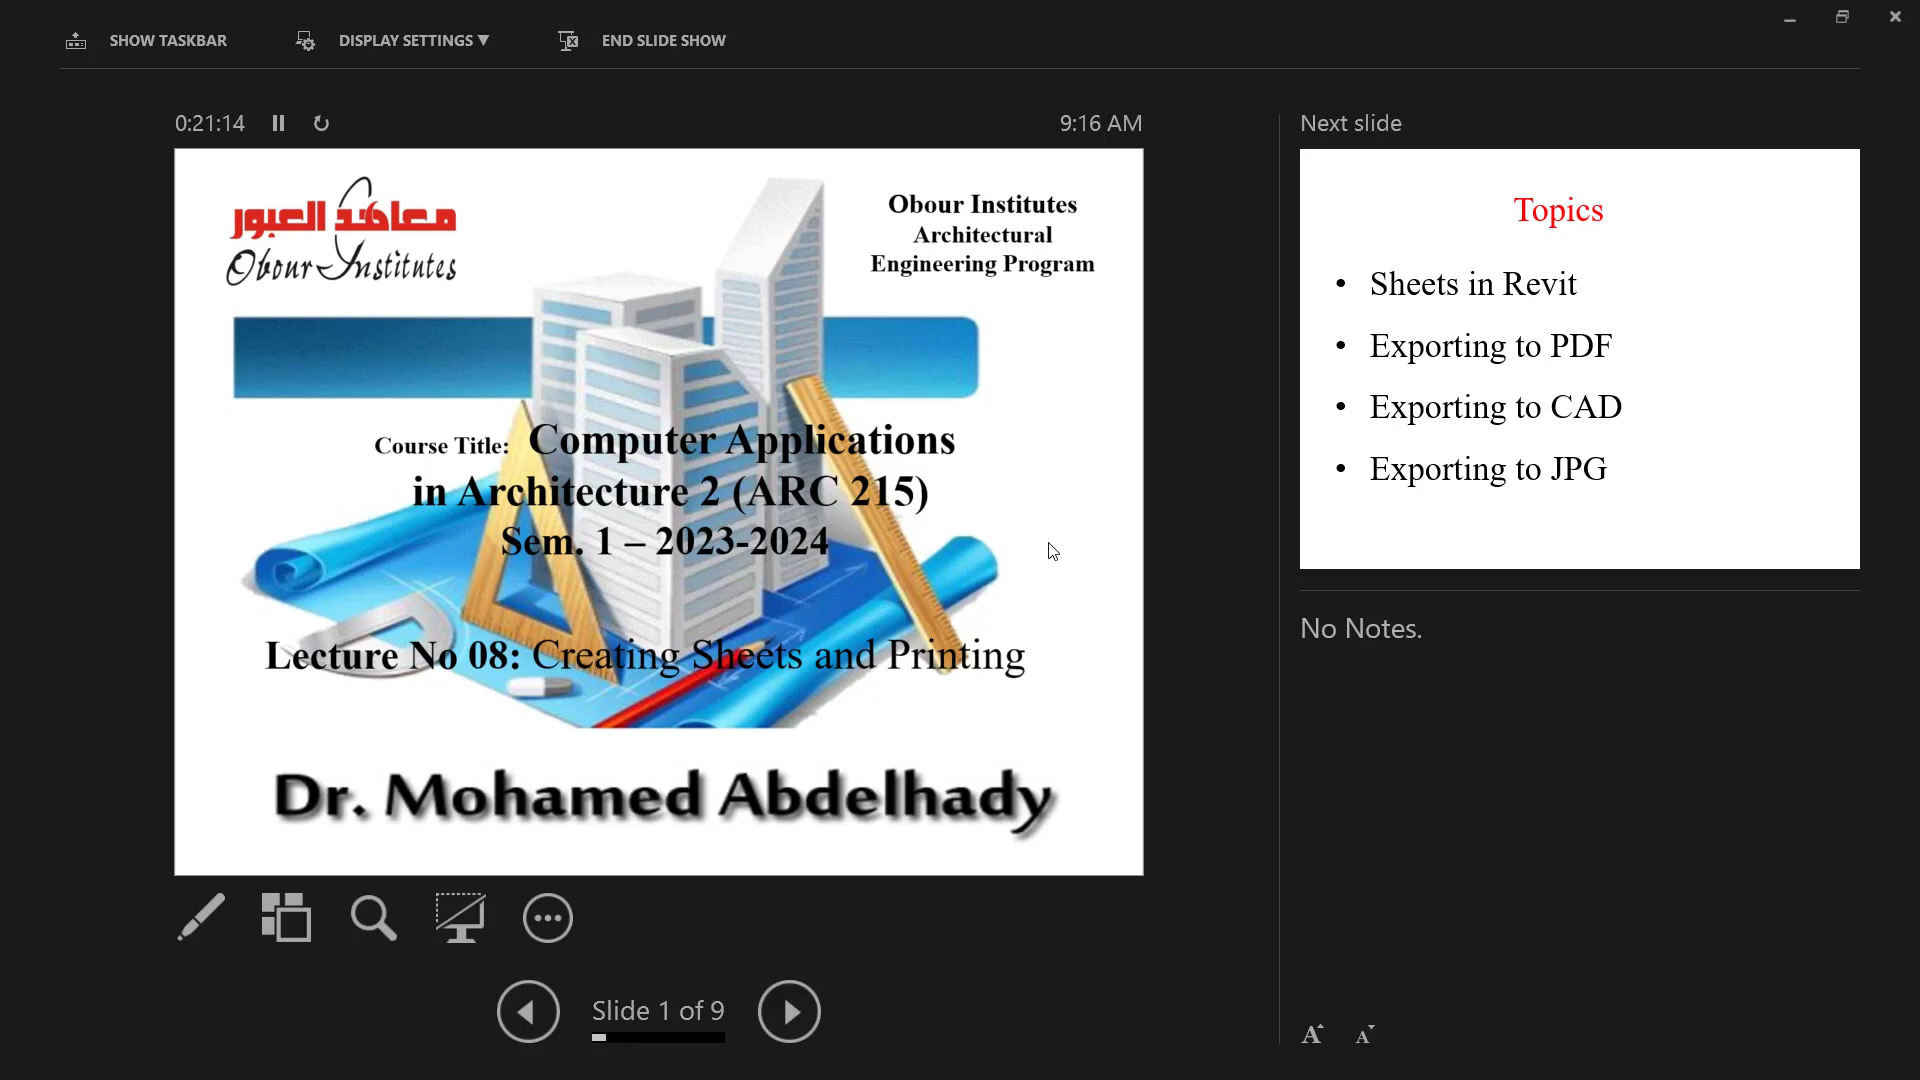 SHOW TASKBAR
DISPLAY SETTINGS ▼
END SLIDE SHOW
0:21:14
9:16 AM
معاهد العبور
Obour Institutes
Obour Institutes
Architectural
Engineering Program
Course Title: Computer Applications
in Architecture 2 (ARC 215)
Sem. 1 – 2023-2024
Lecture No 08: Creating Sheets and Printing
Dr. Mohamed Abdelhady
Slide 1 of 9
Next slide
Topics
• Sheets in Revit
• Exporting to PDF
• Exporting to CAD
• Exporting to JPG
No Notes.
A A